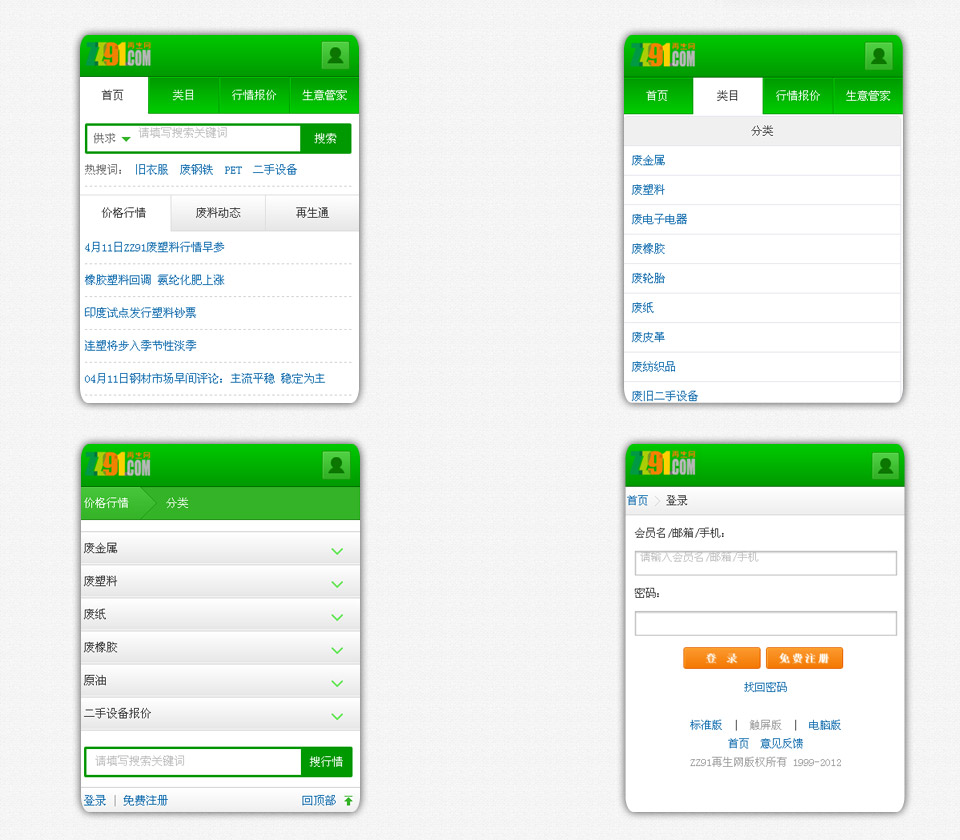 ZZ91再生网
COM
首页 类目 行情报价 生意管家
供求 请填写搜索关键词 搜索
热搜词： 旧衣服 废钢铁 PET 二手设备
价格行情 废料动态 再生通
4月11日ZZ91废塑料行情早参
橡胶塑料回调 氨纶化肥上涨
印度试点发行塑料钞票
连塑将步入季节性淡季
04月11日钢材市场早间评论：主流平稳 稳定为主
ZZ91再生网
COM
首页 类目 行情报价 生意管家
分类
废金属
废塑料
废电子电器
废橡胶
废轮胎
废纸
废皮革
废纺织品
废旧二手设备
ZZ91再生网
COM
价格行情 分类
废金属
废塑料
废纸
废橡胶
原油
二手设备报价
请填写搜索关键词 搜行情
登录 | 免费注册 回顶部
ZZ91再生网
COM
首页 登录
会员名/邮箱/手机：
请输入会员名/邮箱/手机
密码：
登 录 免费注册
找回密码
标准版 | 触屏版 | 电脑版
首页 意见反馈
ZZ91再生网版权所有 1999-2012